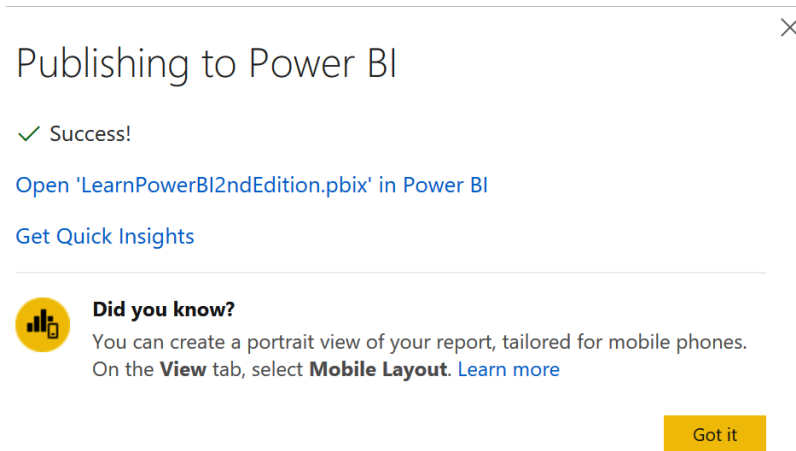 Publishing to Power BI
Success!
Open 'LearnPowerBI2ndEdition.pbix' in Power BI
Get Quick Insights
Did you know?
You can create a portrait view of your report, tailored for mobile phones.
On the View tab, select Mobile Layout. Learn more
Got it